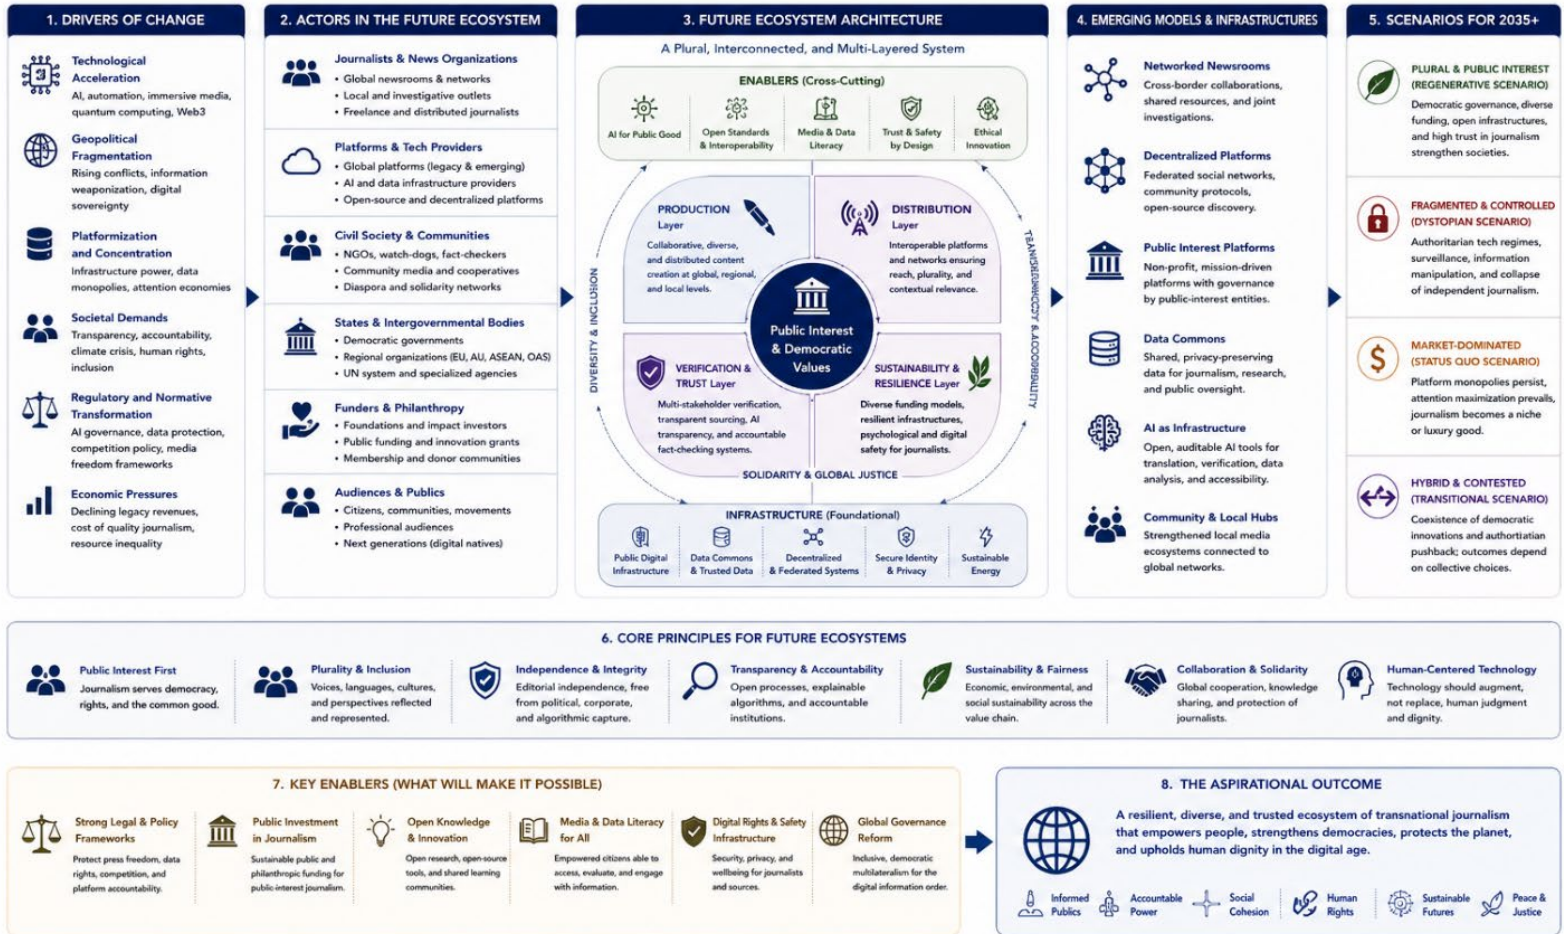 1. DRIVERS OF CHANGE
Technological
Acceleration
AI, automation, immersive media,
quantum computing, Web3
Geopolitical
Fragmentation
Rising conflicts, information
weaponization, digital
sovereignty
Platformization
and Concentration
Infrastructure power, data
monopolies, attention economies
Societal Demands
Transparency, accountability,
climate crisis, human rights,
inclusion
Regulatory and Normative
Transformation
AI governance, data protection,
competition policy, media
freedom frameworks
Economic Pressures
Declining legacy revenues,
cost of quality journalism,
resource inequality
2. ACTORS IN THE FUTURE ECOSYSTEM
Journalists & News Organizations
• Global newsrooms & networks
• Local and investigative outlets
• Freelance and distributed journalists
Platforms & Tech Providers
• Global platforms (legacy & emerging)
• AI and data infrastructure providers
• Open-source and decentralized platforms
Civil Society & Communities
• NGOs, watch-dogs, fact-checkers
• Community media and cooperatives
• Diaspora and solidarity networks
States & Intergovernmental Bodies
• Democratic governments
• Regional organizations (EU, AU, ASEAN, OAS)
• UN system and specialized agencies
Funders & Philanthropy
• Foundations and impact investors
• Public funding and innovation grants
• Membership and donor communities
Audiences & Publics
• Citizens, communities, movements
• Professional audiences
• Next generations (digital natives)
3. FUTURE ECOSYSTEM ARCHITECTURE
A Plural, Interconnected, and Multi-Layered System
ENABLERS (Cross-Cutting)
AI for Public Good
Open Standards
& Interoperability
Media & Data
Literacy
Trust & Safety
by Design
Ethical
Innovation
DIVERSITY & INCLUSION
PRODUCTION
Layer
Collaborative, diverse,
and distributed content
creation at global, regional,
and local levels.
DISTRIBUTION
Layer
Interoperable platforms
and networks ensuring
reach, plurality, and
contextual relevance.
Public Interest
& Democratic
Values
VERIFICATION &
TRUST Layer
Multi-stakeholder verification,
transparent sourcing, AI
transparency, and accountable
fact-checking systems.
SUSTAINABILITY &
RESILIENCE Layer
Diverse funding models,
resilient infrastructures,
psychological and digital
safety for journalists.
SOLIDARITY & GLOBAL JUSTICE
INFRASTRUCTURE (Foundational)
Public Digital
Infrastructure
Data Commons
& Trusted Data
Decentralized
& Federated Systems
Secure Identity
& Privacy
Sustainable
Energy
4. EMERGING MODELS & INFRASTRUCTURES
Networked Newsrooms
Cross-border collaborations,
shared resources, and joint
investigations.
Decentralized Platforms
Federated social networks,
community protocols,
open-source discovery.
Public Interest Platforms
Non-profit, mission-driven
platforms with governance
by public-interest entities.
Data Commons
Shared, privacy-preserving
data for journalism, research,
and public oversight.
AI as Infrastructure
Open, auditable AI tools for
translation, verification, data
analysis, and accessibility.
Community & Local Hubs
Strengthened local media
ecosystems connected to
global networks.
5. SCENARIOS FOR 2035+
PLURAL & PUBLIC INTEREST
(REGENERATIVE SCENARIO)
Democratic governance, diverse
funding, open infrastructures,
and high trust in journalism
strengthen societies.
FRAGMENTED & CONTROLLED
(DYSTOPIAN SCENARIO)
Authoritarian tech regimes,
surveillance, information
manipulation, and collapse
of independent journalism.
MARKET-DOMINATED
(STATUS QUO SCENARIO)
Platform monopolies persist,
attention maximization prevails,
journalism becomes a niche
or luxury good.
HYBRID & CONTESTED
(TRANSITIONAL SCENARIO)
Coexistence of democratic
innovations and authortiatian
pushback; outcomes depend
on collective choices.
6. CORE PRINCIPLES FOR FUTURE ECOSYSTEMS
Public Interest First
Journalism serves democracy,
rights, and the common good.
Plurality & Inclusion
Voices, languages, cultures,
and perspectives reflected
and represented.
Independence & Integrity
Editorial independence, free
from political, corporate,
and algorithmic capture.
Transparency & Accountability
Open processes, explainable
algorithms, and accountable
institutions.
Sustainability & Fairness
Economic, environmental, and
social sustainability across the
value chain.
Collaboration & Solidarity
Global cooperation, knowledge
sharing, and protection of
journalists.
Human-Centered Technology
Technology should augment,
not replace, human judgment
and dignity.
7. KEY ENABLERS (WHAT WILL MAKE IT POSSIBLE)
Strong Legal & Policy
Frameworks
Protect press freedom, data
rights, competition, and
platform accountability.
Public Investment
in Journalism
Sustainable public and
philanthropic funding for
public-interest journalism.
Open Knowledge
& Innovation
Open research, open-source
tools, and shared learning
communities.
Media & Data Literacy
for All
Empowered citizens able to
access, evaluate, and engage
with information.
Digital Rights & Safety
Infrastructure
Security, privacy, and
wellbeing for journalists
and sources.
Global Governance
Reform
Inclusive, democratic
multilateralism for the
digital information order.
8. THE ASPIRATIONAL OUTCOME
A resilient, diverse, and trusted ecosystem of transnational journalism
that empowers people, strengthens democracies, protects the planet,
and upholds human dignity in the digital age.
Informed
Publics
Accountable
Power
Social
Cohesion
Human
Rights
Sustainable
Futures
Peace &
Justice